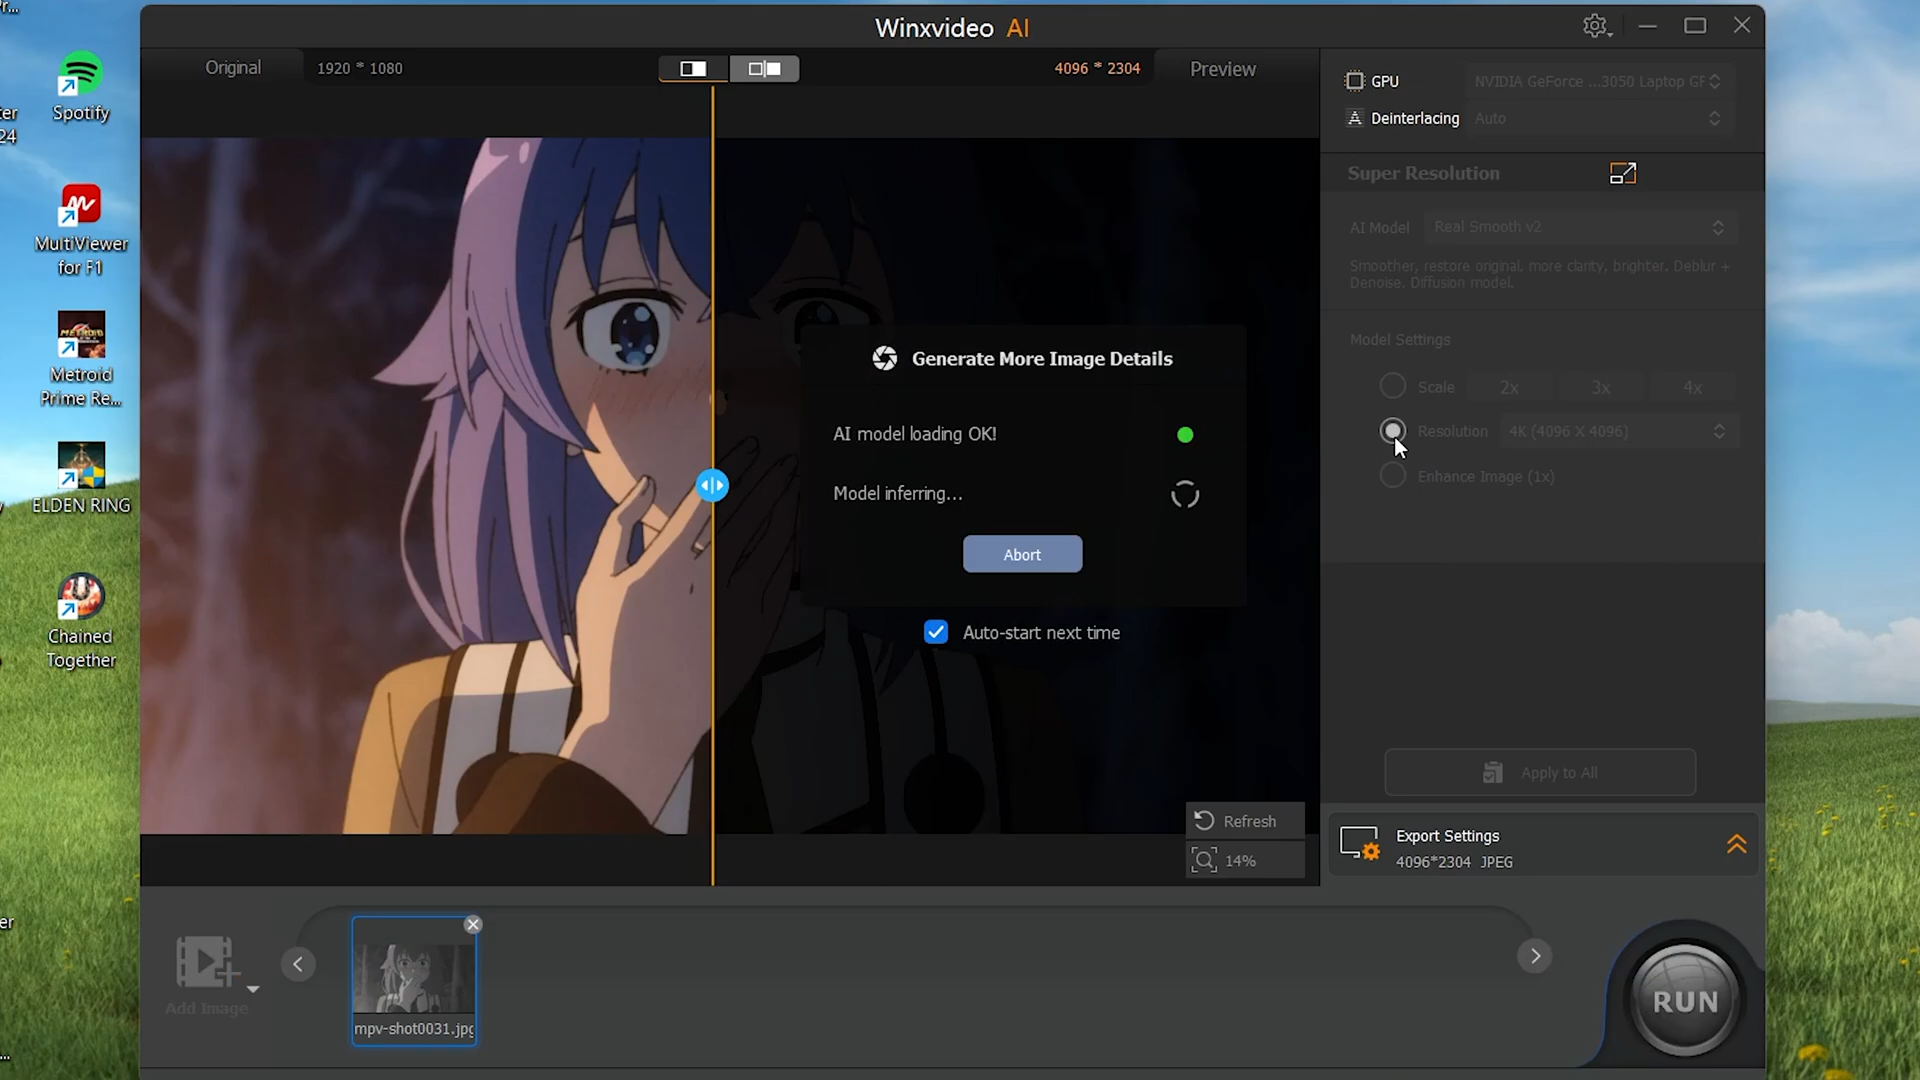 Winxvideo AI
Original
1920 * 1080
4096 * 2304
Preview
GPU
NVIDIA GeForce ...3050 Laptop GF
Deinterlacing
Auto
Super Resolution
AI Model
Real Smooth v2
Smoother, restore original, more clarity, brighter. Deblur +
Denoise. Diffusion model.
Model Settings
Scale
2x
3x
4x
Resolution
4K (4096 X 4096)
Enhance Image (1x)
Generate More Image Details
AI model loading OK!
Model inferring...
Abort
Auto-start next time
Refresh
14%
Apply to All
Export Settings
4096*2304 JPEG
Add Image
mpv-shot0031.jpg
RUN
Spotify
MultiViewer
for F1
METROID
Metroid
Prime Re...
ELDEN RING
Chained
Together
24